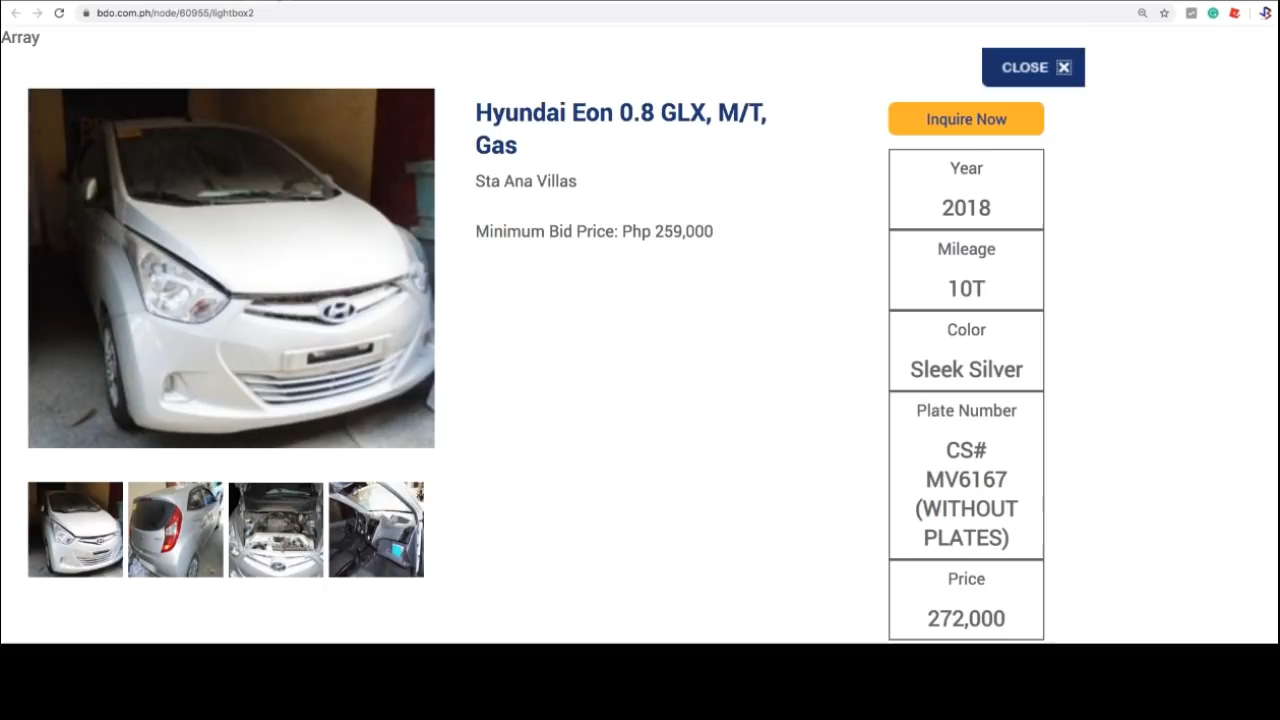 bdo.com.ph/node/60955/lightbox2
Array
CLOSE
Hyundai Eon 0.8 GLX, M/T,
Gas
Sta Ana Villas
Minimum Bid Price: Php 259,000
Inquire Now
Year
2018
Mileage
10T
Color
Sleek Silver
Plate Number
CS#
MV6167
(WITHOUT
PLATES)
Price
272,000